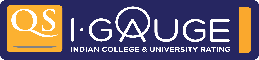 QS
I·GAUGE
INDIAN COLLEGE & UNIVERSITY RATING